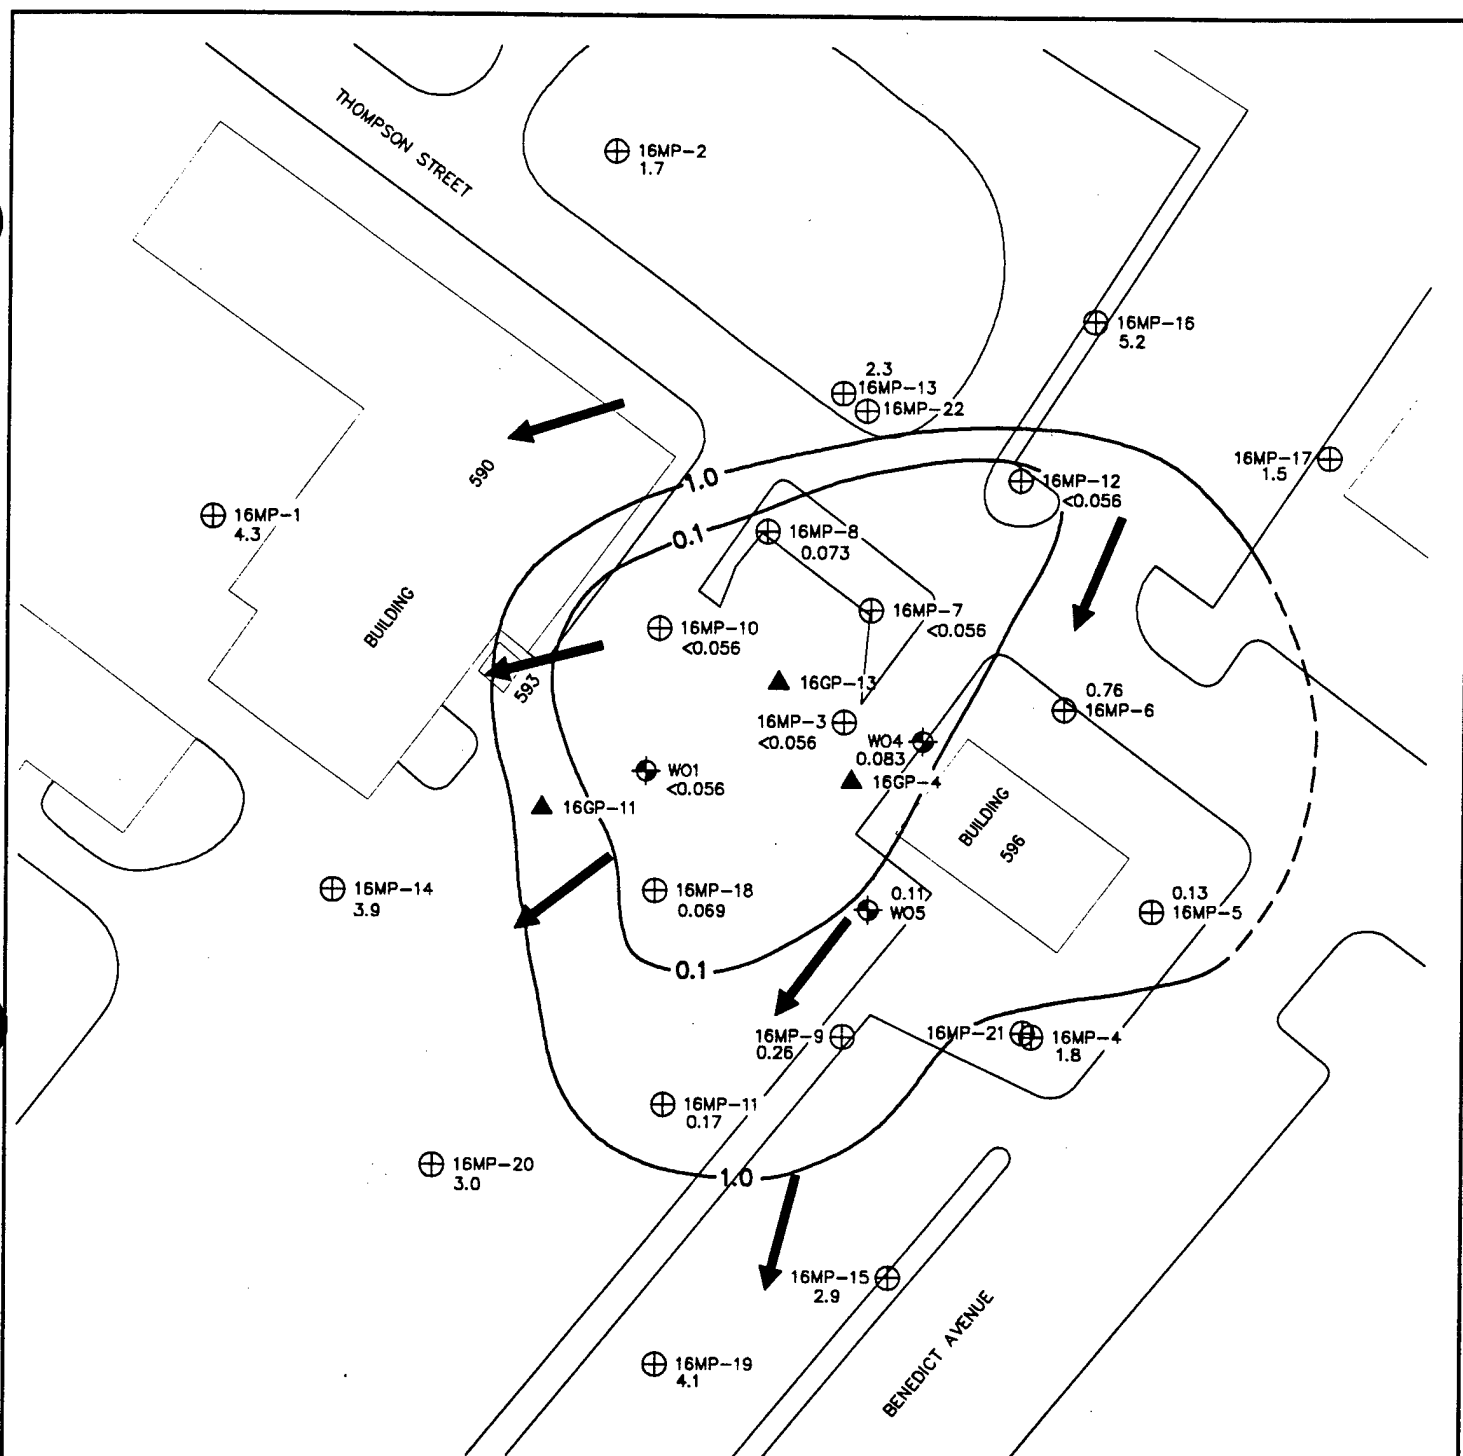 THOMPSON STREET
16MP-2
1.7
16MP-16
5.2
2.3
16MP-13
16MP-22
16MP-17
1.5
590
1.0
16MP-12
<0.056
16MP-1
4.3
0.1
16MP-8
0.073
BUILDING
16MP-10
<0.056
16MP-7
<0.056
593
16GP-13
0.76
16MP-6
16MP-3
<0.056
WO4
0.083
WO1
<0.056
16GP-4
16GP-11
BUILDING
596
16MP-14
3.9
16MP-18
0.069
0.11
WO5
0.13
16MP-5
0.1
16MP-9
0.26
16MP-21
16MP-4
1.8
16MP-11
0.17
16MP-20
3.0
1.0
16MP-15
2.9
16MP-19
4.1
BENEDICT AVENUE